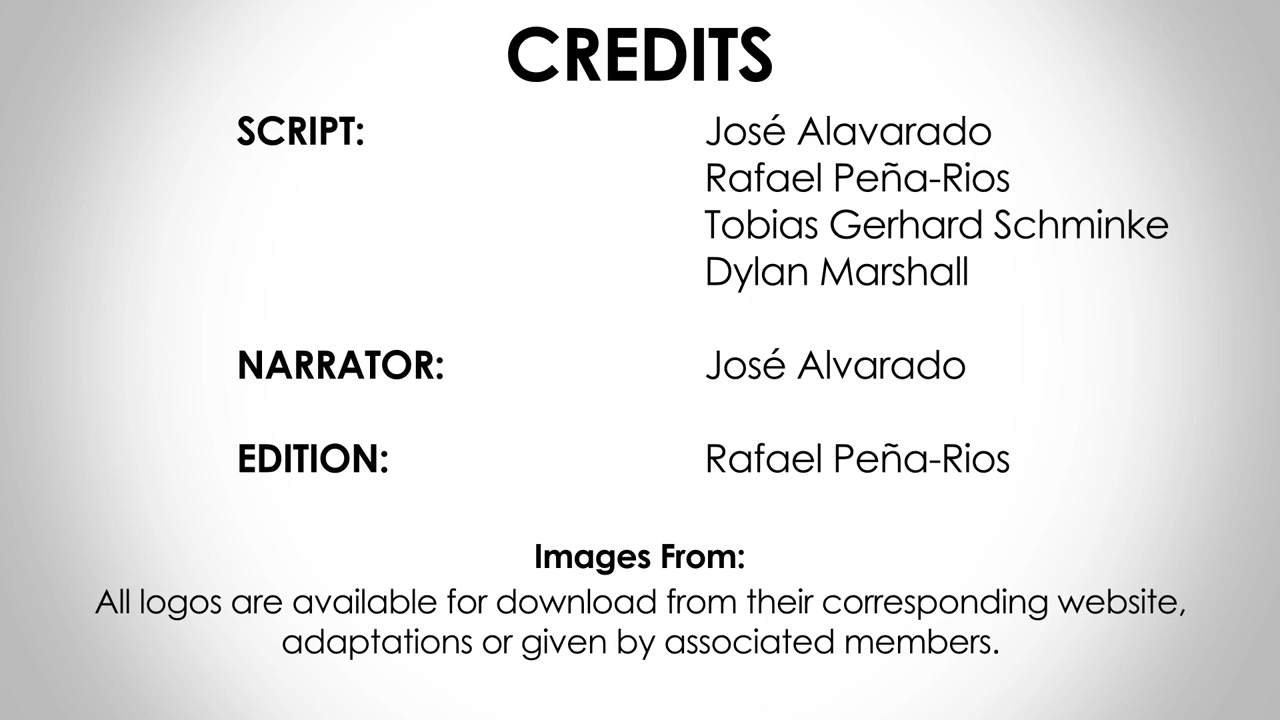 CREDITS
SCRIPT: José Alavarado
Rafael Peña-Rios
Tobias Gerhard Schminke
Dylan Marshall
NARRATOR: José Alvarado
EDITION: Rafael Peña-Rios
Images From:
All logos are available for download from their corresponding website,
adaptations or given by associated members.